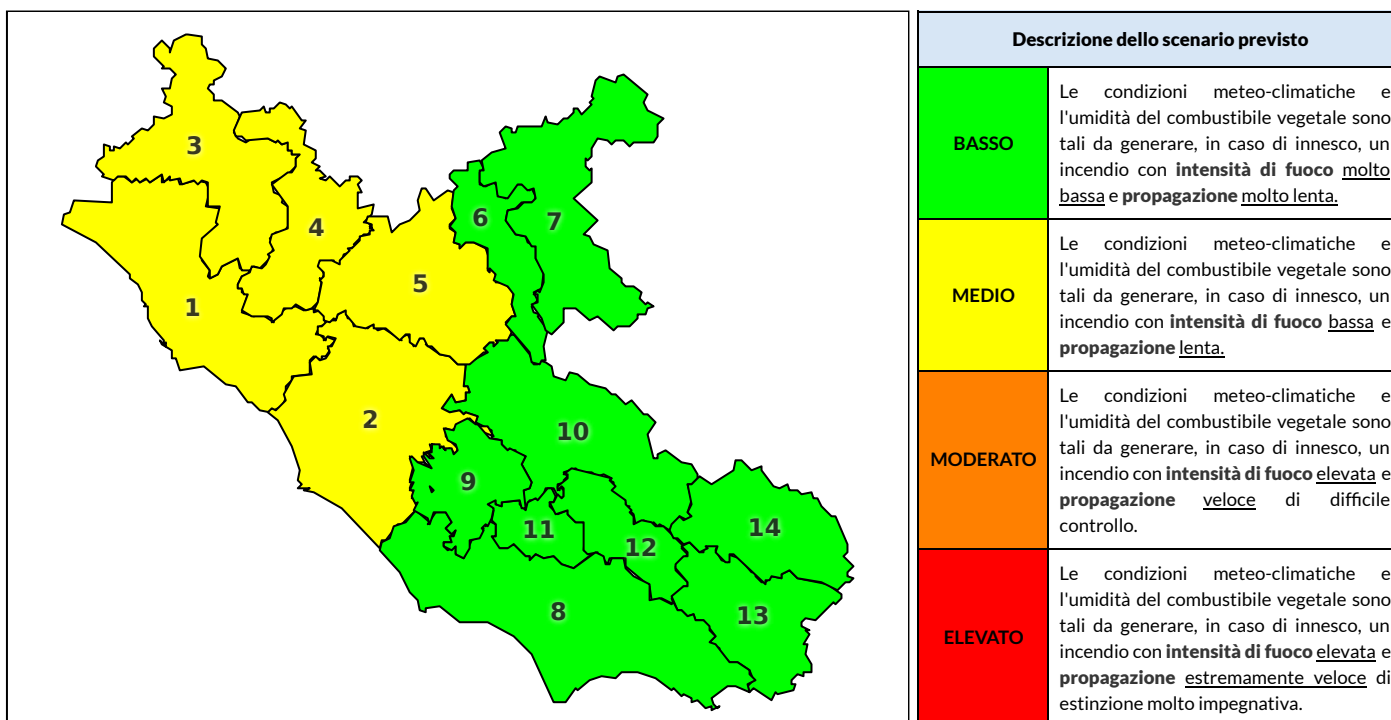 3
4
6
7
5
1
2
10
9
11
12
14
8
13
Descrizione dello scenario previsto
BASSO
Le condizioni meteo-climatiche e
l'umidità del combustibile vegetale sono
tali da generare, in caso di innesco, un
incendio con intensità di fuoco molto
bassa e propagazione molto lenta.
MEDIO
Le condizioni meteo-climatiche e
l'umidità del combustibile vegetale sono
tali da generare, in caso di innesco, un
incendio con intensità di fuoco bassa e
propagazione lenta.
MODERATO
Le condizioni meteo-climatiche e
l'umidità del combustibile vegetale sono
tali da generare, in caso di innesco, un
incendio con intensità di fuoco elevata e
propagazione veloce di difficile
controllo.
ELEVATO
Le condizioni meteo-climatiche e
l'umidità del combustibile vegetale sono
tali da generare, in caso di innesco, un
incendio con intensità di fuoco elevata e
propagazione estremamente veloce di
estinzione molto impegnativa.